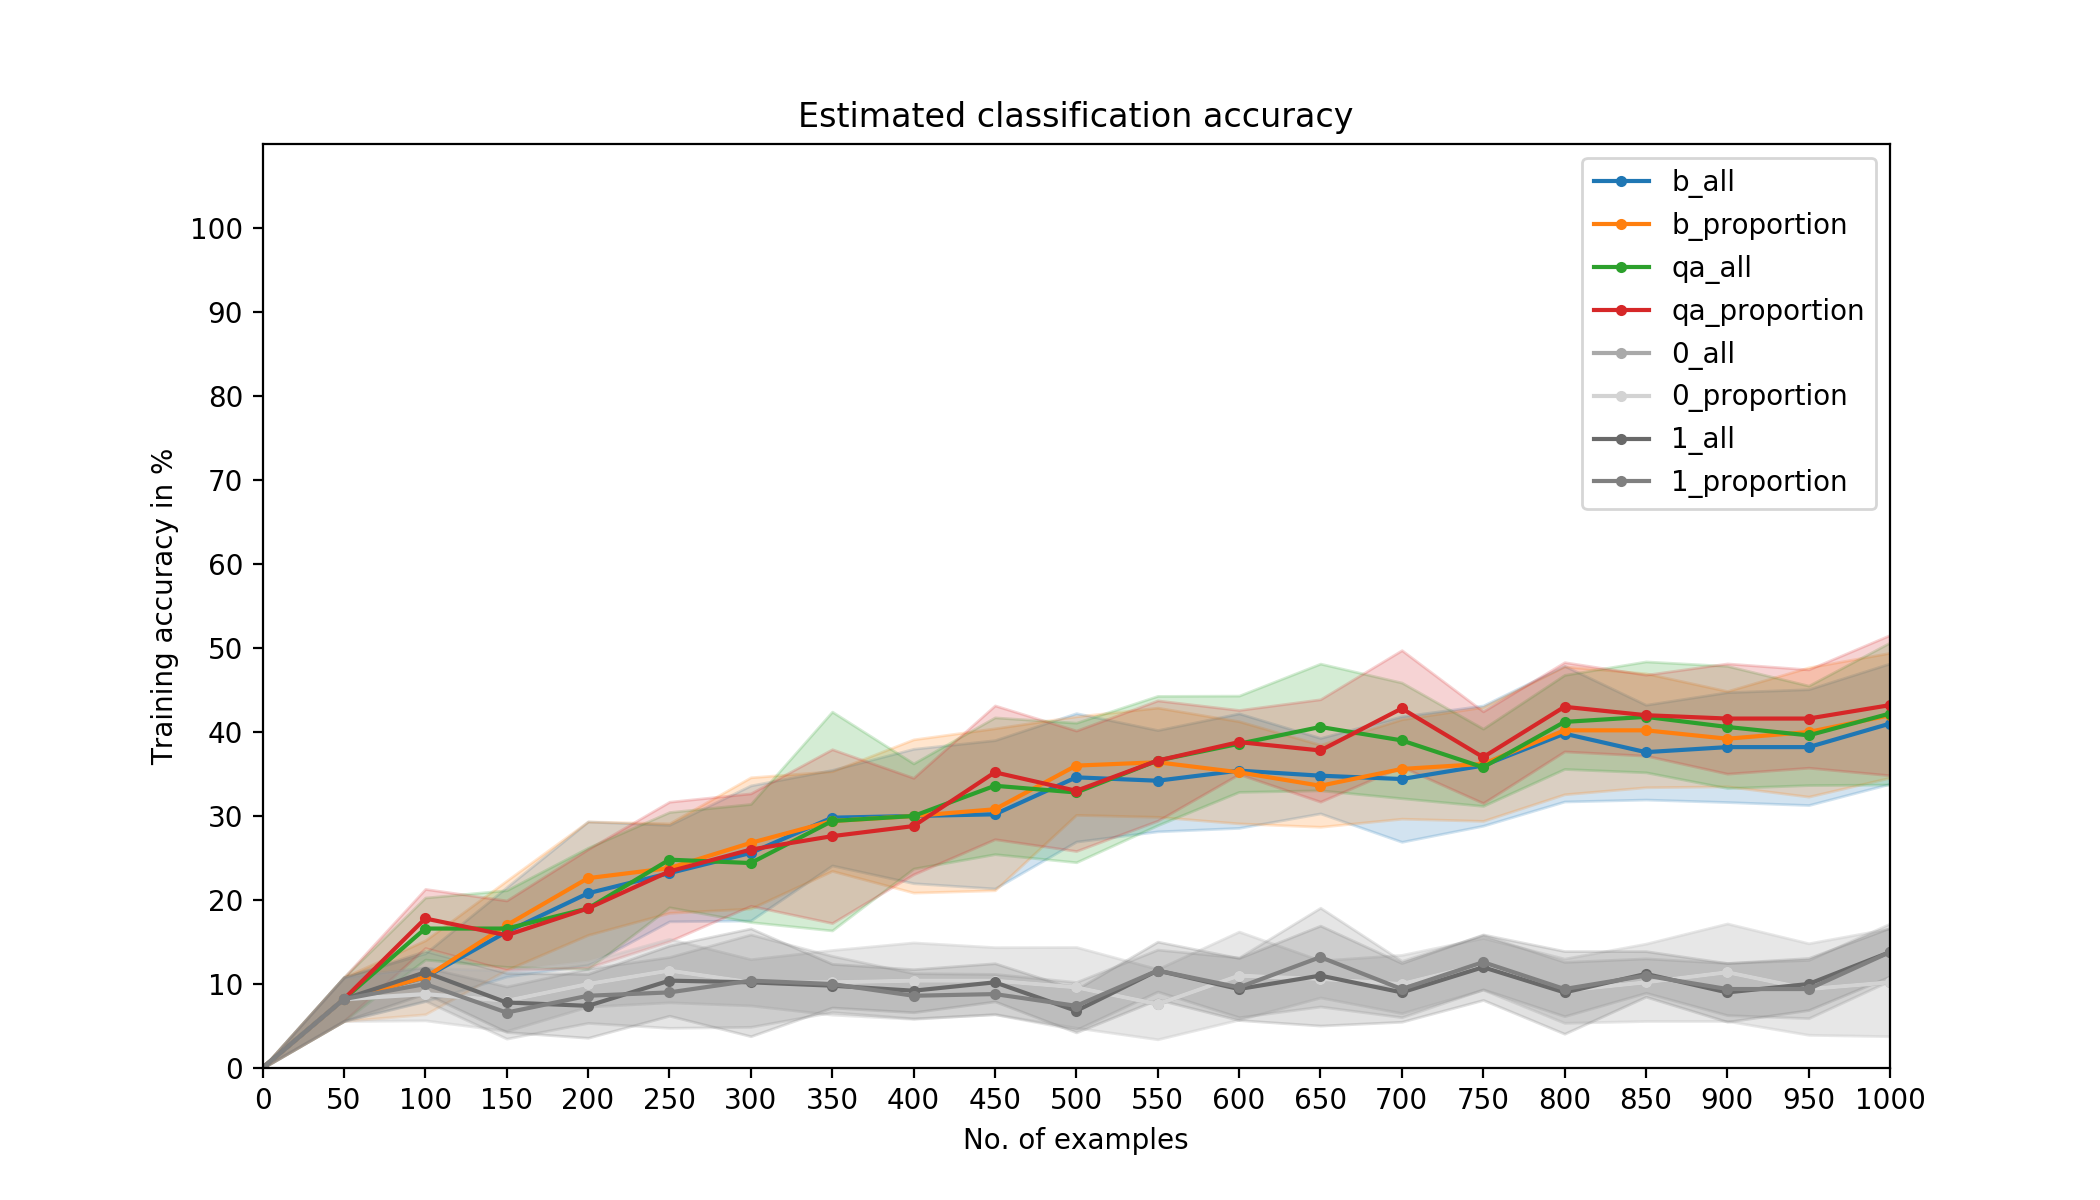 Estimated classification accuracy
b_all
b_proportion
qa_all
qa_proportion
0_all
0_proportion
1_all
1_proportion
100
90
80
70
60
50
40
30
20
10
0
Training accuracy in %
0 50 100 150 200 250 300 350 400 450 500 550 600 650 700 750 800 850 900 950 1000
No. of examples